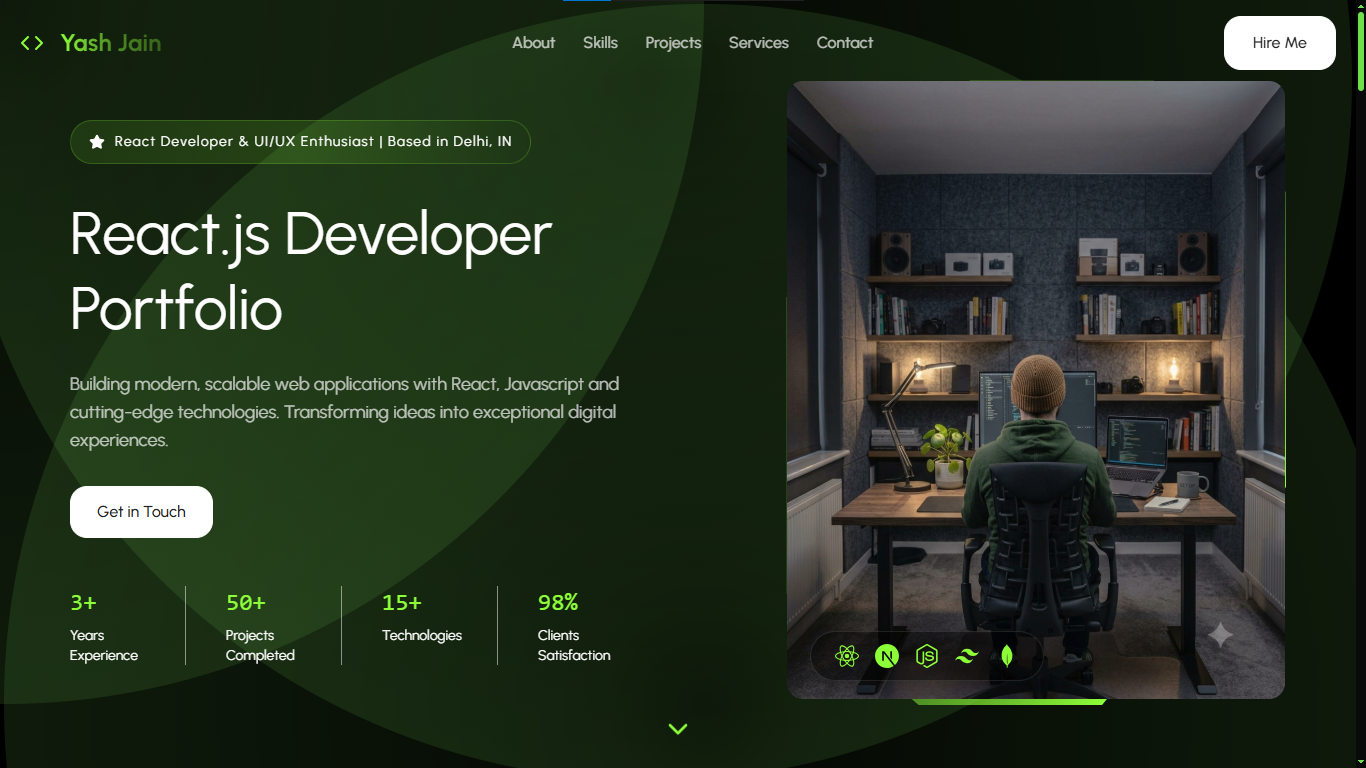 Yash Jain
About
Skills
Projects
Services
Contact
Hire Me
React Developer & UI/UX Enthusiast | Based in Delhi, IN
React.js Developer
Portfolio
Building modern, scalable web applications with React, Javascript and
cutting-edge technologies. Transforming ideas into exceptional digital
experiences.
Get in Touch
3+
Years
Experience
50+
Projects
Completed
15+
Technologies
98%
Clients
Satisfaction
N
JS